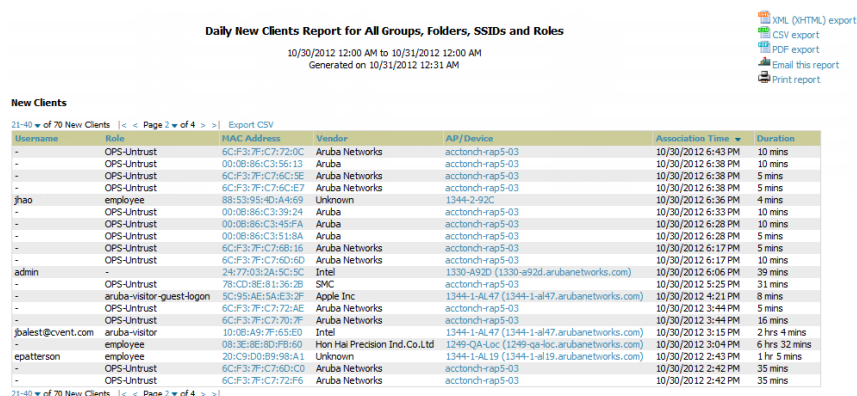 XML (XHTML) export
CSV export
PDF export
Email this report
Print report
Daily New Clients Report for All Groups, Folders, SSIDs and Roles
10/30/2012 12:00 AM to 10/31/2012 12:00 AM
Generated on 10/31/2012 12:31 AM
New Clients
21-40 ▾ of 70 New Clients |< < Page 2 ▾ of 4 > >| Export CSV
Username Role MAC Address Vendor AP/Device Association Time ▾ Duration
- OPS-Untrust 6C:F3:7F:C7:72:0C Aruba Networks acctonch-rap5-03 10/30/2012 6:43 PM 10 mins
- OPS-Untrust 00:0B:86:C3:56:13 Aruba acctonch-rap5-03 10/30/2012 6:38 PM 10 mins
- OPS-Untrust 6C:F3:7F:C7:6C:5E Aruba Networks acctonch-rap5-03 10/30/2012 6:38 PM 5 mins
- OPS-Untrust 6C:F3:7F:C7:6C:E7 Aruba Networks acctonch-rap5-03 10/30/2012 6:38 PM 5 mins
jhao employee 88:53:95:4D:A4:69 Unknown 1344-2-92C 10/30/2012 6:36 PM 4 mins
- OPS-Untrust 00:0B:86:C3:39:24 Aruba acctonch-rap5-03 10/30/2012 6:33 PM 10 mins
- OPS-Untrust 00:0B:86:C3:45:FA Aruba acctonch-rap5-03 10/30/2012 6:28 PM 10 mins
- OPS-Untrust 00:0B:86:C3:51:8A Aruba acctonch-rap5-03 10/30/2012 6:28 PM 5 mins
- OPS-Untrust 6C:F3:7F:C7:6B:16 Aruba Networks acctonch-rap5-03 10/30/2012 6:17 PM 5 mins
- OPS-Untrust 6C:F3:7F:C7:6D:6D Aruba Networks acctonch-rap5-03 10/30/2012 6:17 PM 10 mins
admin - 24:77:03:2A:5C:5C Intel 1330-A92D (1330-a92d.arubanetworks.com) 10/30/2012 6:06 PM 39 mins
- OPS-Untrust 78:CD:8E:81:36:2B SMC acctonch-rap5-03 10/30/2012 5:25 PM 31 mins
- aruba-visitor-guest-logon 5C:95:AE:5A:E3:2F Apple Inc 1344-1-AL47 (1344-1-al47.arubanetworks.com) 10/30/2012 4:21 PM 8 mins
- OPS-Untrust 6C:F3:7F:C7:72:AE Aruba Networks acctonch-rap5-03 10/30/2012 3:44 PM 5 mins
- OPS-Untrust 6C:F3:7F:C7:70:7F Aruba Networks acctonch-rap5-03 10/30/2012 3:44 PM 16 mins
jbalest@cvent.com aruba-visitor 10:0B:A9:7F:65:E0 Intel 1344-1-AL47 (1344-1-al47.arubanetworks.com) 10/30/2012 3:15 PM 2 hrs 4 mins
- employee 08:3E:8E:8D:FB:60 Hon Hai Precision Ind.Co.Ltd 1249-QA-Loc (1249-qa-loc.arubanetworks.com) 10/30/2012 3:04 PM 6 hrs 32 mins
epatterson employee 20:C9:D0:B9:98:A1 Unknown 1344-1-AL19 (1344-1-al19.arubanetworks.com) 10/30/2012 2:43 PM 1 hr 5 mins
- OPS-Untrust 6C:F3:7F:C7:6D:C0 Aruba Networks acctonch-rap5-03 10/30/2012 2:42 PM 35 mins
- OPS-Untrust 6C:F3:7F:C7:72:F6 Aruba Networks acctonch-rap5-03 10/30/2012 2:42 PM 35 mins
21-40 ▾ of 70 New Clients |< < Page 2 ▾ of 4 > >|